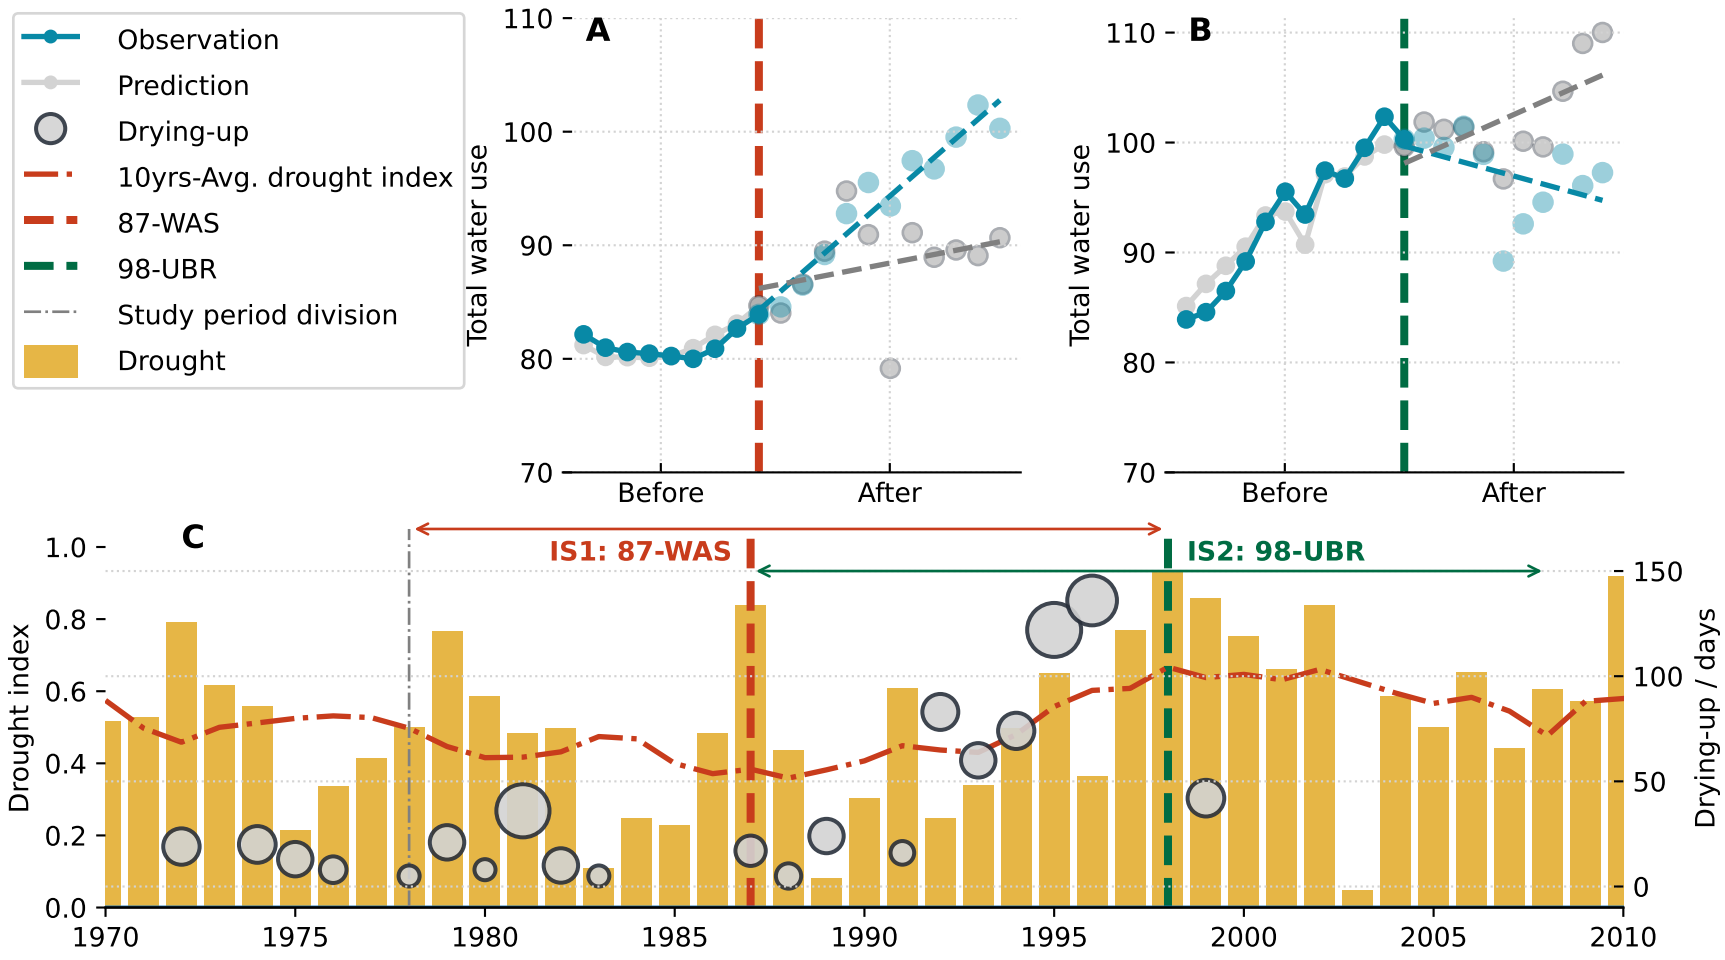 Observation
Prediction
Drying-up
10yrs-Avg. drought index
87-WAS
98-UBR
Study period division
Drought
A
110
100
90
80
70
Total water use
Before
After
B
110
100
90
80
70
Total water use
Before
After
C
IS1: 87-WAS
IS2: 98-UBR
1.0
0.8
0.6
0.4
0.2
0.0
Drought index
150
100
50
0
Drying-up / days
1970
1975
1980
1985
1990
1995
2000
2005
2010